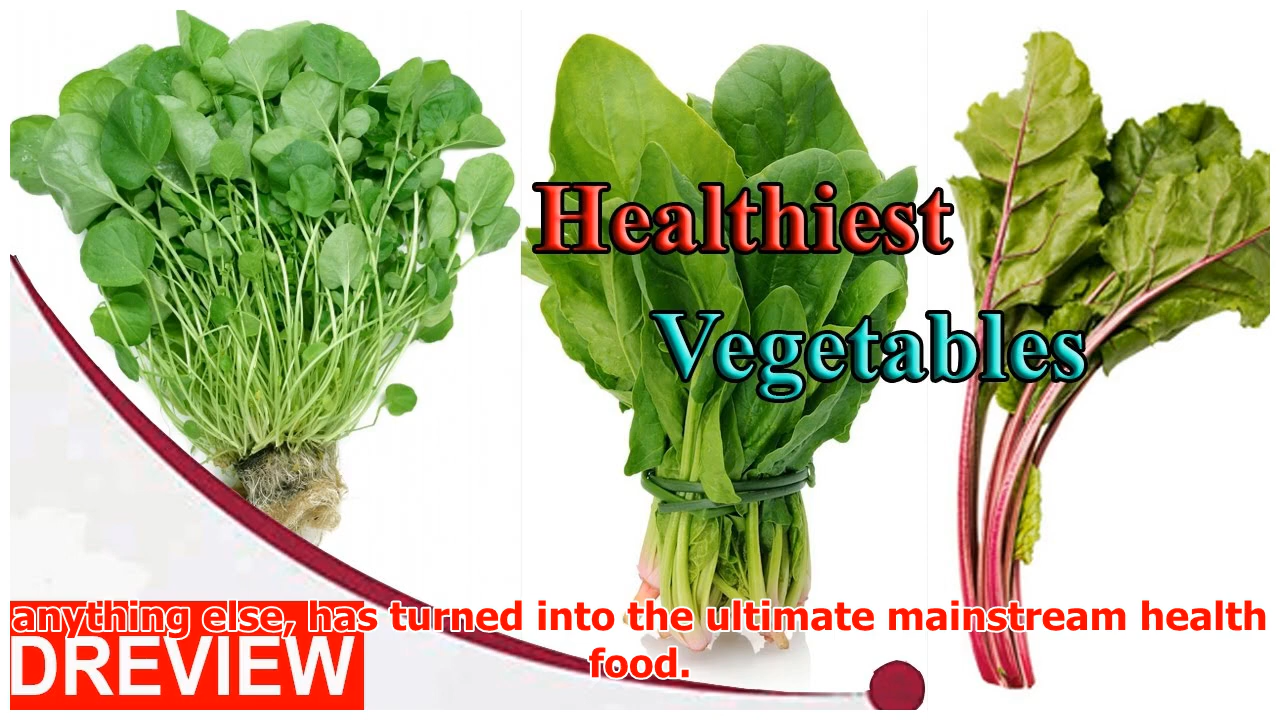 Healthiest
Vegetables
anything else, has turned into the ultimate mainstream health
food.
DREVIEW